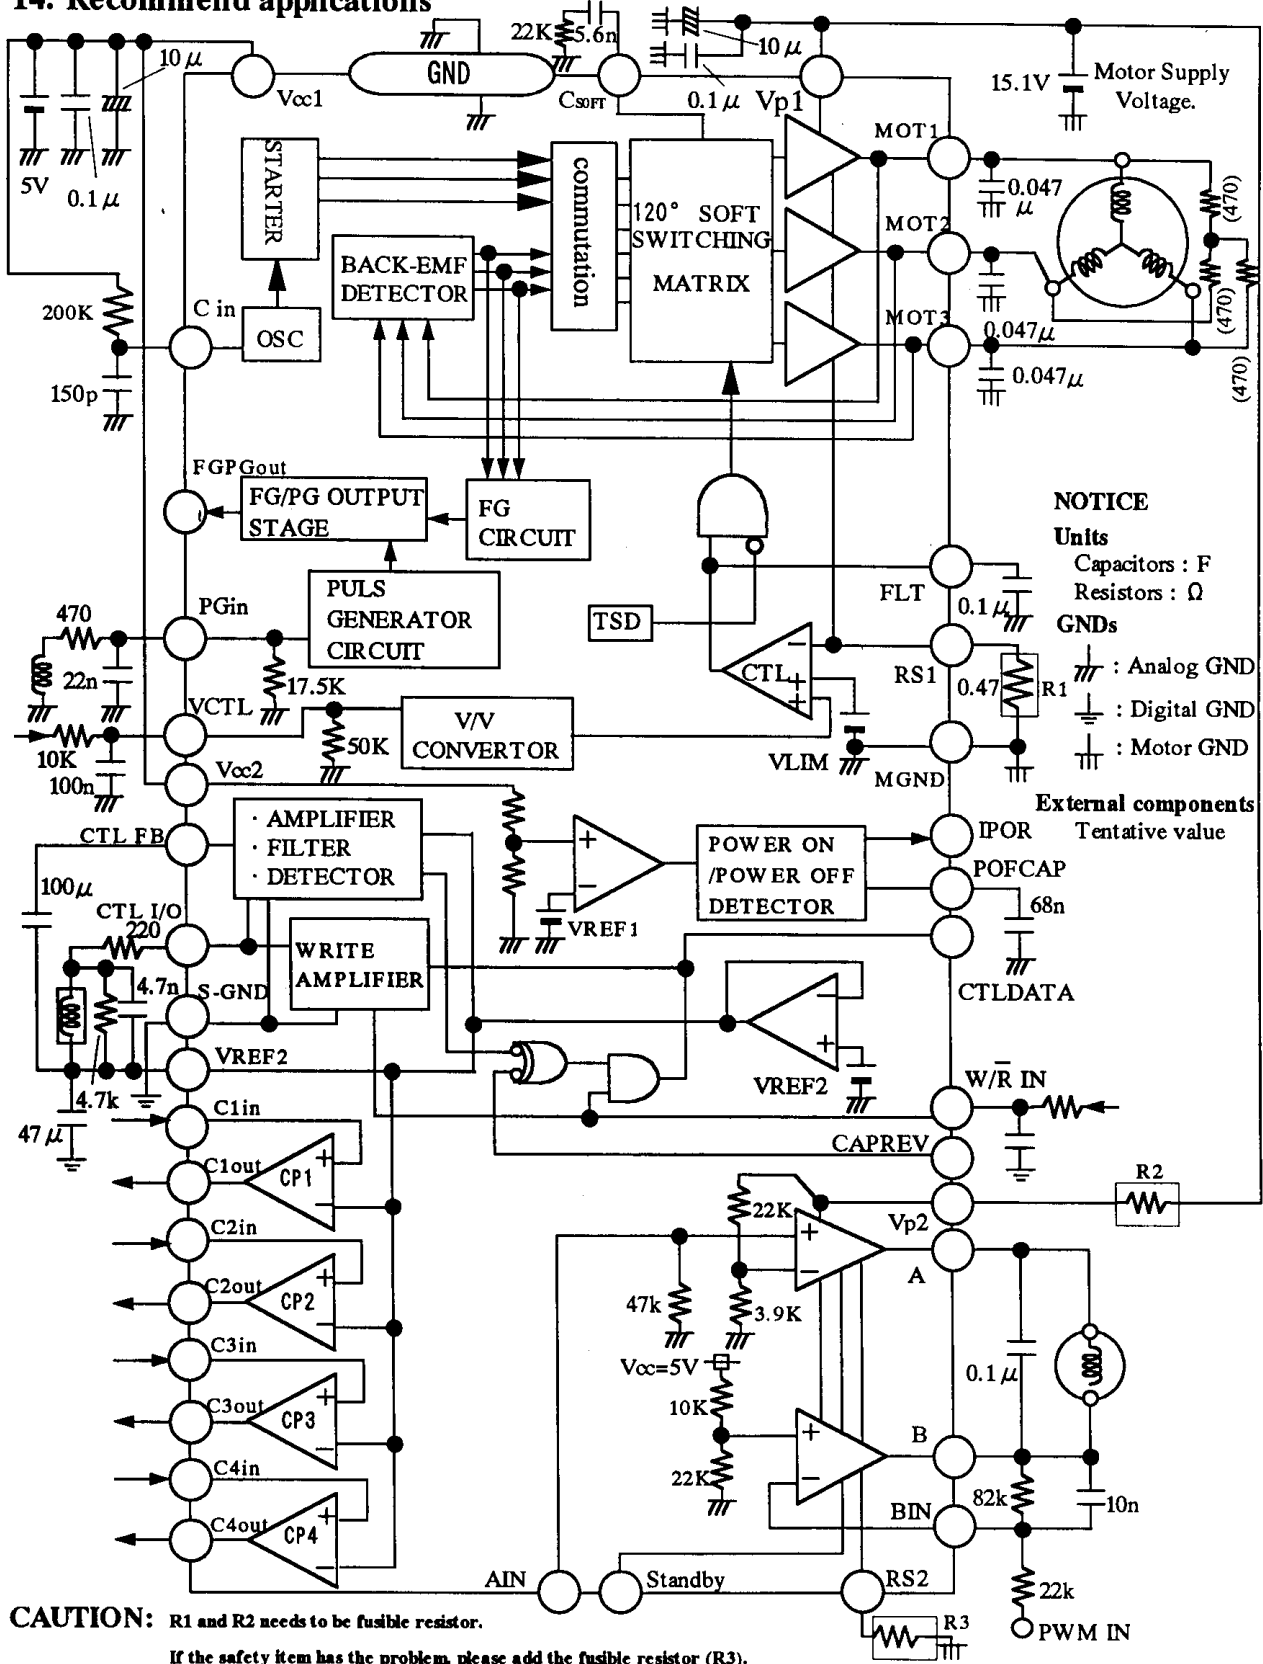 14. Recommend applications
22K
5.6n
10 μ
0.1 μ
10 μ
Vcc1
GND
CSOFT
Vp1
15.1V
Motor Supply
Voltage.
5V
0.1 μ
STARTER
commutation
120° SOFT
SWITCHING
MATRIX
MOT1
0.047
μ
(470)
MOT2
BACK-EMF
DETECTOR
200K
C in
OSC
MOT3
0.047μ
(470)
150p
0.047μ
(470)
FGPGout
FG/PG OUTPUT
STAGE
FG
CIRCUIT
NOTICE
Units
Capacitors : F
Resistors : Ω
FLT
0.1 μ
GNDs
: Analog GND
: Digital GND
: Motor GND
470
PGin
PULS
GENERATOR
CIRCUIT
TSD
22n
17.5K
CTL
RS1
0.47
R1
VCTL
50K
V/V
CONVERTOR
10K
100n
VLIM
MGND
Vcc2
External components
Tentative value
CTL FB
· AMPLIFIER
· FILTER
· DETECTOR
POWER ON
/POWER OFF
DETECTOR
IPOR
POFCAP
100μ
68n
VREF1
CTL I/O
220
WRITE
AMPLIFIER
4.7n
S-GND
CTLDATA
VREF2
4.7k
VREF2
W/R̅ IN
47 μ
C1in
CAPREV
C1out
CP1
R2
22K
Vp2
C2in
A
C2out
CP2
47k
3.9K
C3in
Vcc=5V
0.1 μ
C3out
CP3
10K
B
C4in
22K
82k
10n
C4out
CP4
BIN
AIN
Standby
RS2
22k
R3
PWM IN
CAUTION: R1 and R2 needs to be fusible resistor.
If the safety item has the problem, please add the fusible resistor (R3).